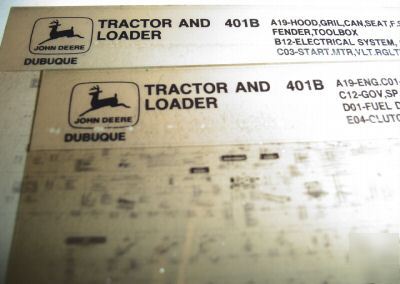 TRACTOR AND 401B A19-HOOD,GRIL,CAN,SEAT,F.S
LOADER FENDER,TOOLBOX
B12-ELECTRICAL SYSTEM,
C03-START.MTR,VLT.RGLT
JOHN DEERE
DUBUQUE
TRACTOR AND 401B A19-ENG.C01-
LOADER C12-GOV,SP
D01-FUEL D
E04-CLUTC
JOHN DEERE
DUBUQUE